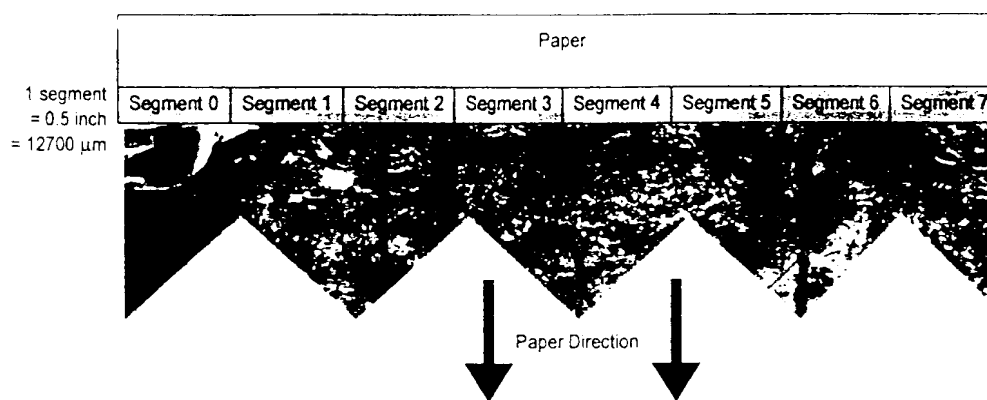 Paper
1 segment
= 0.5 inch
= 12700 µm
Segment 0 Segment 1 Segment 2 Segment 3 Segment 4 Segment 5 Segment 6 Segment 7
Paper Direction